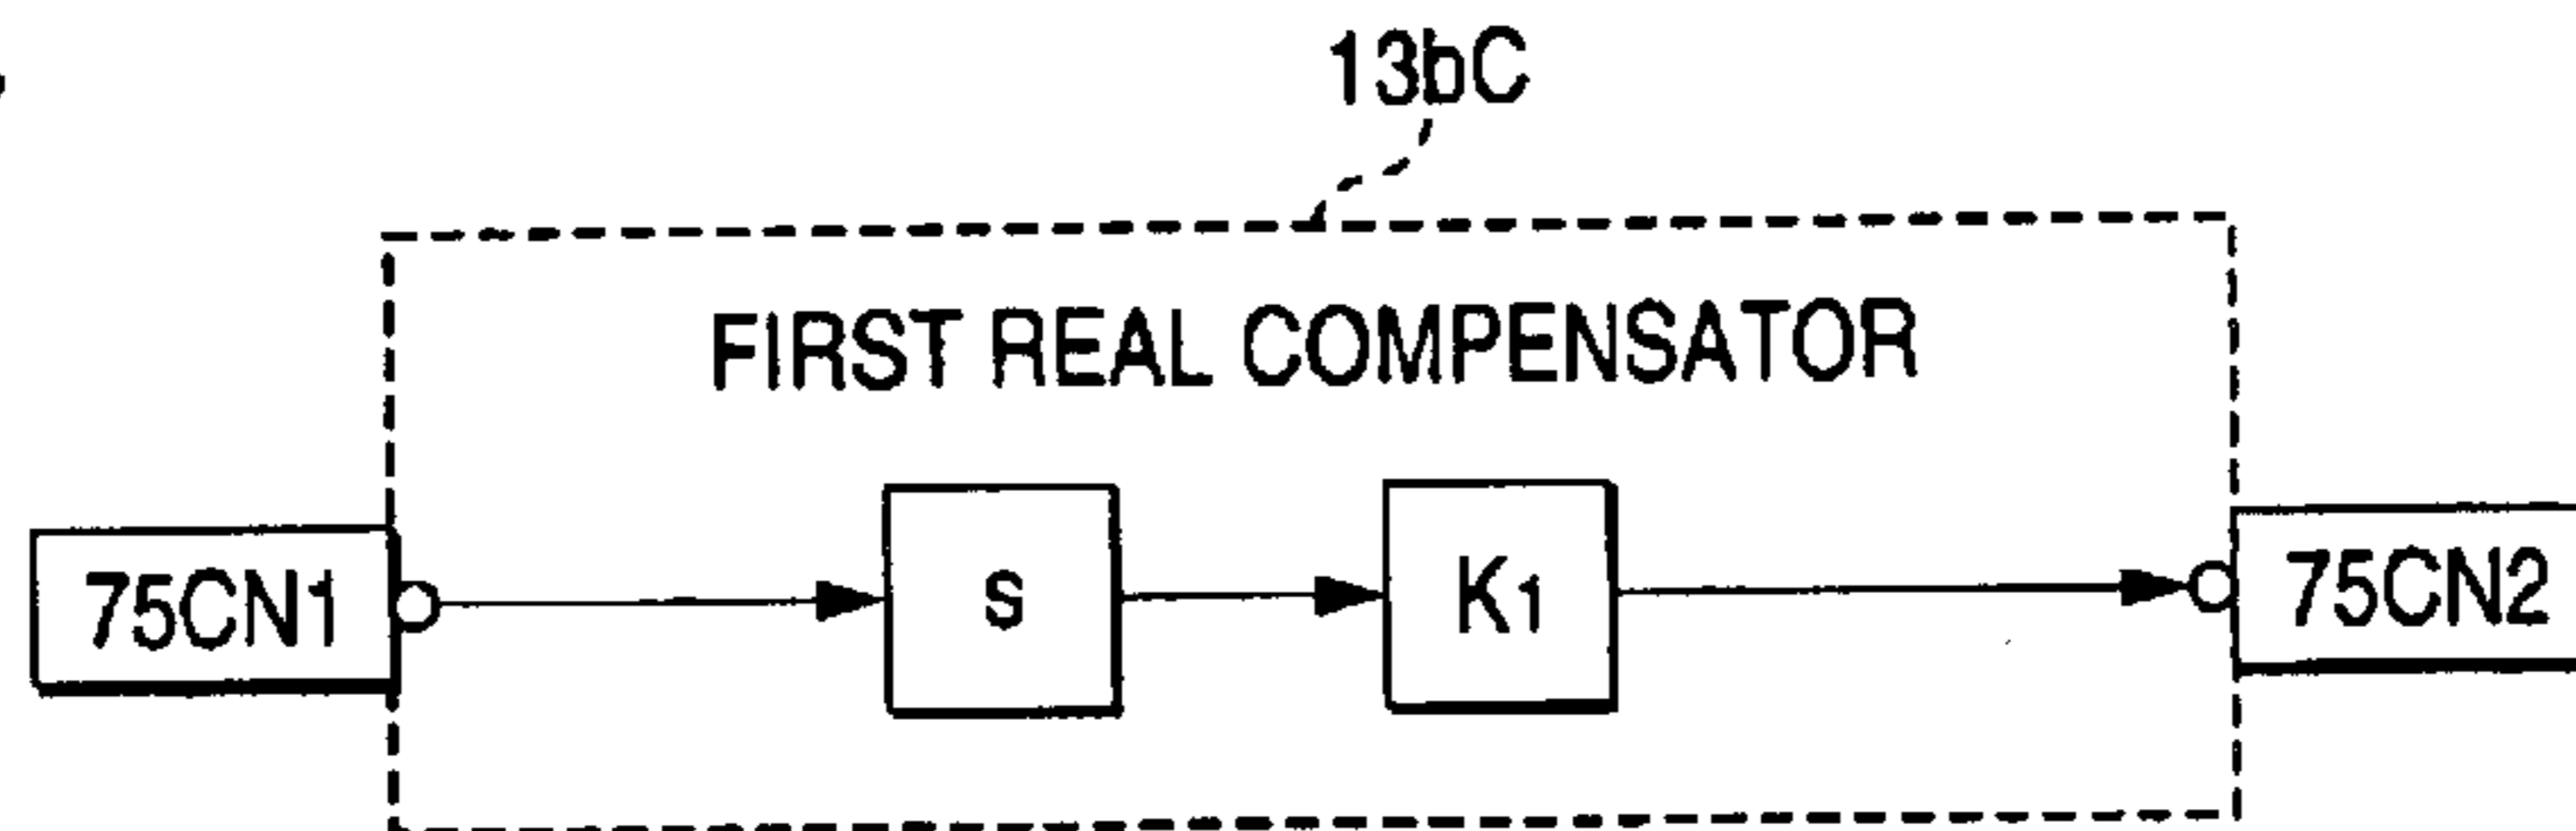 13bC
FIRST REAL COMPENSATOR
75CN1
s
K1
75CN2